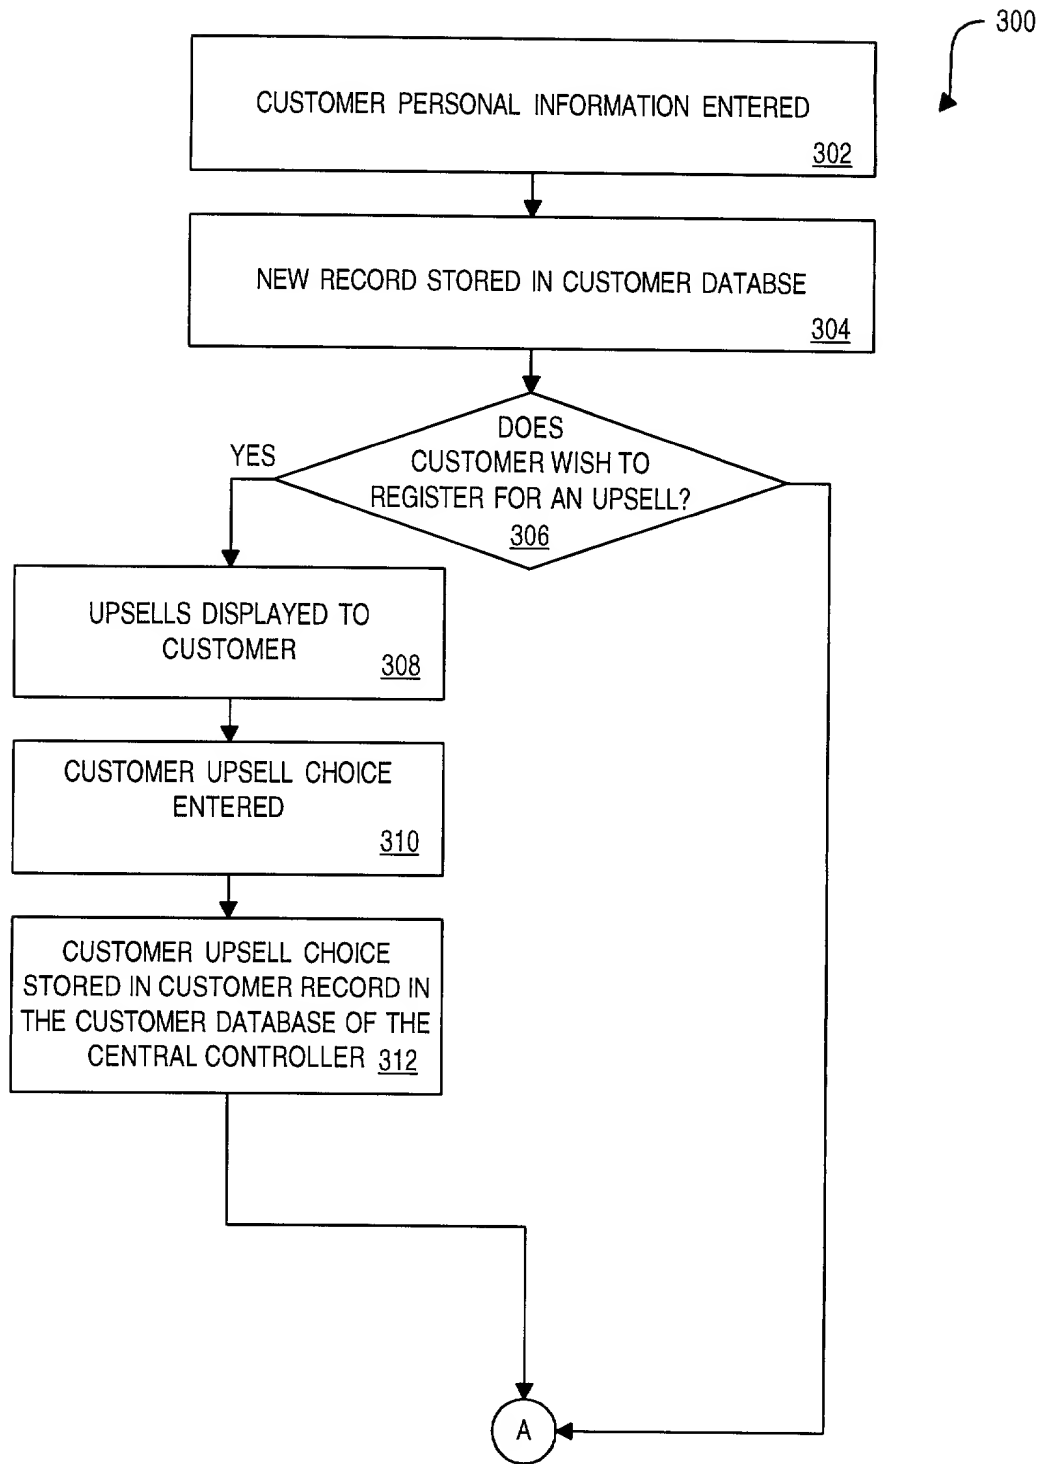 300
CUSTOMER PERSONAL INFORMATION ENTERED
302
NEW RECORD STORED IN CUSTOMER DATABSE
304
DOES
CUSTOMER WISH TO
REGISTER FOR AN UPSELL?
306
YES
UPSELLS DISPLAYED TO
CUSTOMER
308
CUSTOMER UPSELL CHOICE
ENTERED
310
CUSTOMER UPSELL CHOICE
STORED IN CUSTOMER RECORD IN
THE CUSTOMER DATABASE OF THE
CENTRAL CONTROLLER 312
A